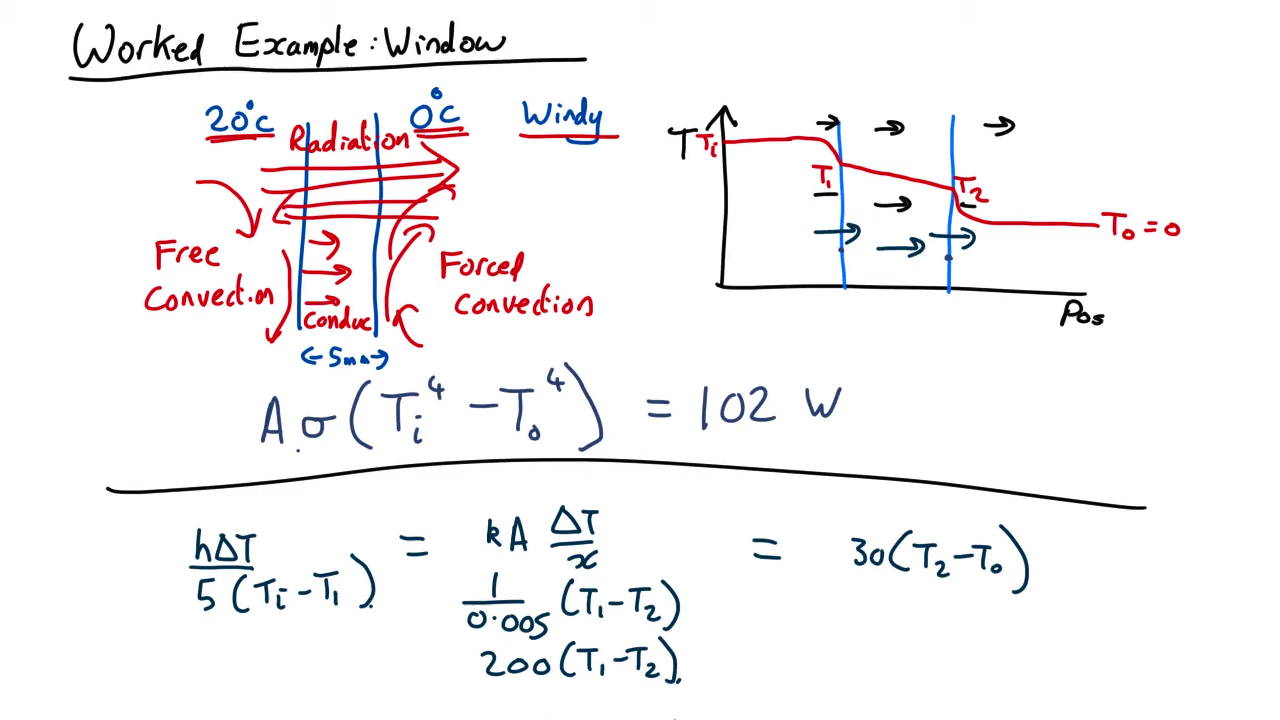 Worked Example: Window
20°C
0°C
Windy
Radiation
Free
Convection
Forced
convection
Conduc
5mm
T
Ti
T1
T2
To = 0
Pos
Aσ(Ti⁴ - To⁴) = 102 W
hΔT = kA ΔT/x = 30(T2-To)
5(Ti-T1)
1/0.005 (T1-T2)
200(T1-T2)